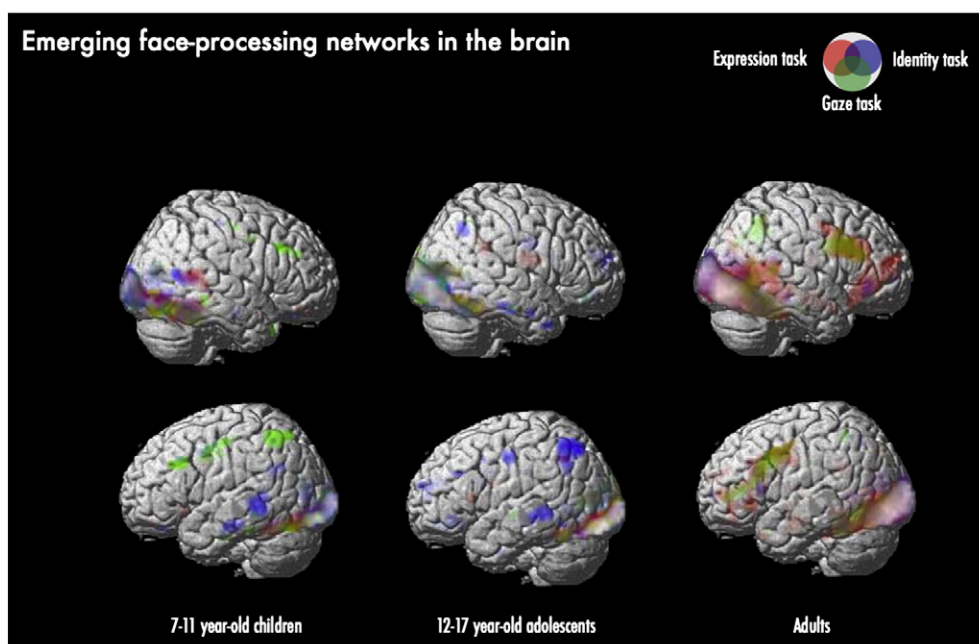 Emerging face-processing networks in the brain
Expression task
Identity task
Gaze task
7-11 year-old children
12-17 year-old adolescents
Adults